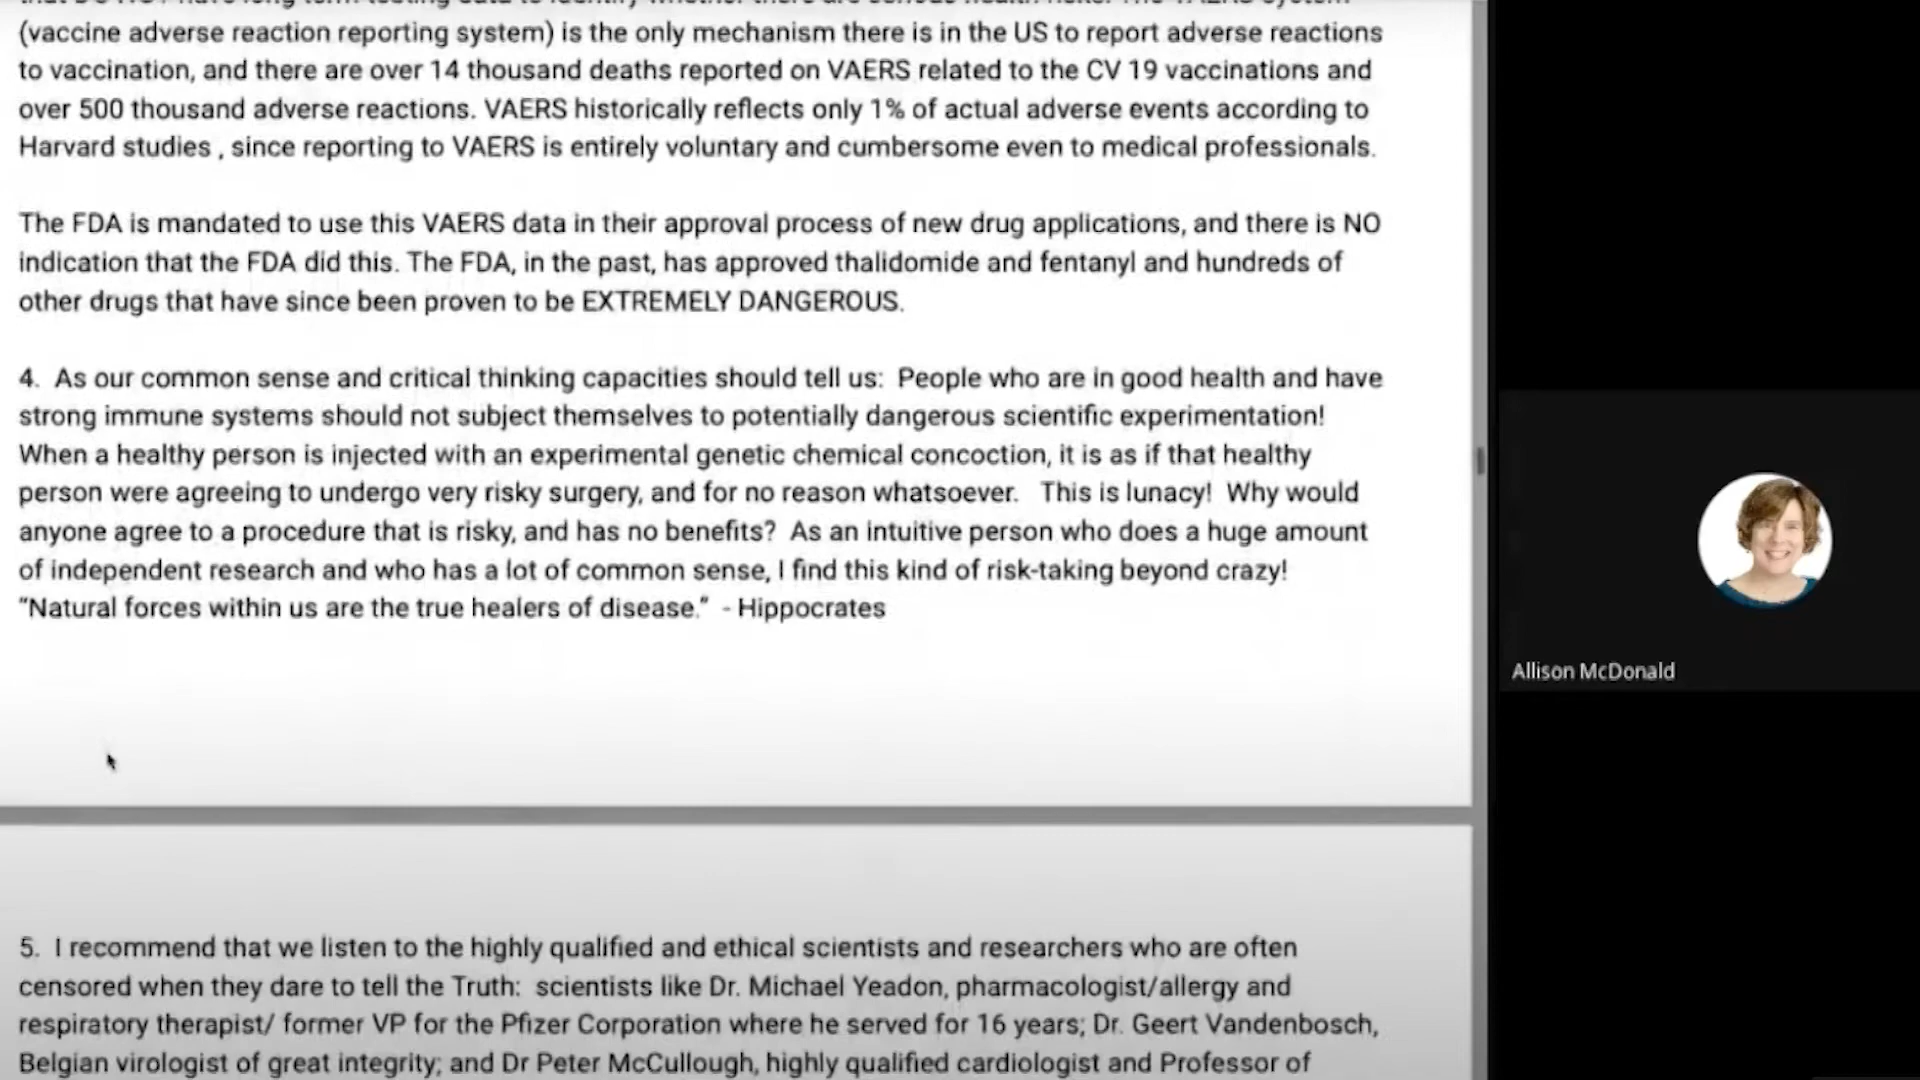 (vaccine adverse reaction reporting system) is the only mechanism there is in the US to report adverse reactions
to vaccination, and there are over 14 thousand deaths reported on VAERS related to the CV 19 vaccinations and
over 500 thousand adverse reactions. VAERS historically reflects only 1% of actual adverse events according to
Harvard studies , since reporting to VAERS is entirely voluntary and cumbersome even to medical professionals.
The FDA is mandated to use this VAERS data in their approval process of new drug applications, and there is NO
indication that the FDA did this. The FDA, in the past, has approved thalidomide and fentanyl and hundreds of
other drugs that have since been proven to be EXTREMELY DANGEROUS.
4. As our common sense and critical thinking capacities should tell us: People who are in good health and have
strong immune systems should not subject themselves to potentially dangerous scientific experimentation!
When a healthy person is injected with an experimental genetic chemical concoction, it is as if that healthy
person were agreeing to undergo very risky surgery, and for no reason whatsoever. This is lunacy! Why would
anyone agree to a procedure that is risky, and has no benefits? As an intuitive person who does a huge amount
of independent research and who has a lot of common sense, I find this kind of risk-taking beyond crazy!
"Natural forces within us are the true healers of disease." - Hippocrates
Allison McDonald
5. I recommend that we listen to the highly qualified and ethical scientists and researchers who are often
censored when they dare to tell the Truth: scientists like Dr. Michael Yeadon, pharmacologist/allergy and
respiratory therapist/ former VP for the Pfizer Corporation where he served for 16 years; Dr. Geert Vandenbosch,
Belgian virologist of great integrity; and Dr Peter McCullough, highly qualified cardiologist and Professor of